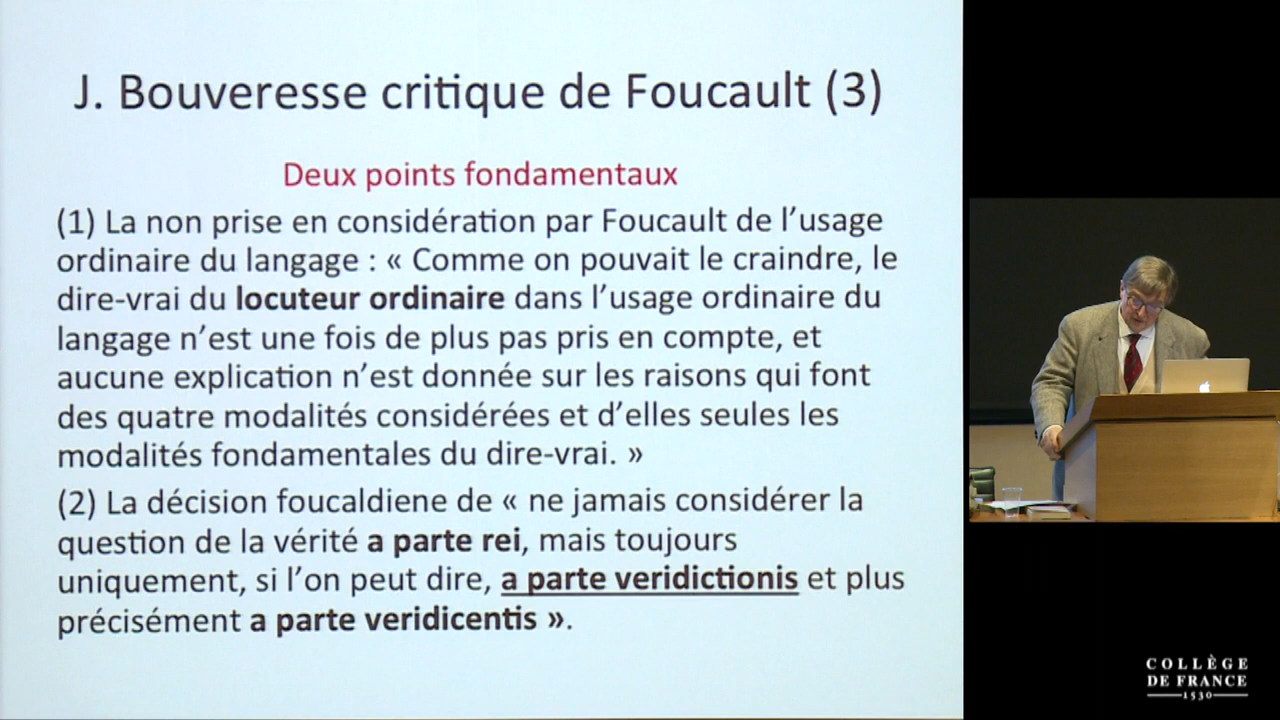 J. Bouveresse critique de Foucault (3)
Deux points fondamentaux
(1) La non prise en considération par Foucault de l’usage
ordinaire du langage : « Comme on pouvait le craindre, le
dire-vrai du locuteur ordinaire dans l’usage ordinaire du
langage n’est une fois de plus pas pris en compte, et
aucune explication n’est donnée sur les raisons qui font
des quatre modalités considérées et d’elles seules les
modalités fondamentales du dire-vrai. »
(2) La décision foucaldiene de « ne jamais considérer la
question de la vérité a parte rei, mais toujours
uniquement, si l’on peut dire, a parte veridictionis et plus
précisément a parte veridicentis ».
COLLÈGE
DE FRANCE
1530